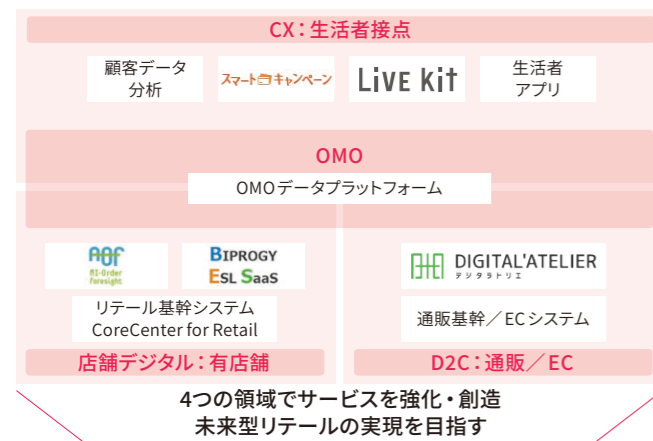 CX：生活者接点
顧客データ
分析
スマートキャンペーン
LiVE kit
生活者
アプリ
OMO
OMOデータプラットフォーム
AOF
AI-Order
Foresight
BIPROGY
ESL SaaS
DIGITAL'ATELIER
デジタラトリエ
リテール基幹システム
CoreCenter for Retail
通販基幹／ECシステム
店舗デジタル：有店舗
D2C：通販／EC
4つの領域でサービスを強化・創造
未来型リテールの実現を目指す